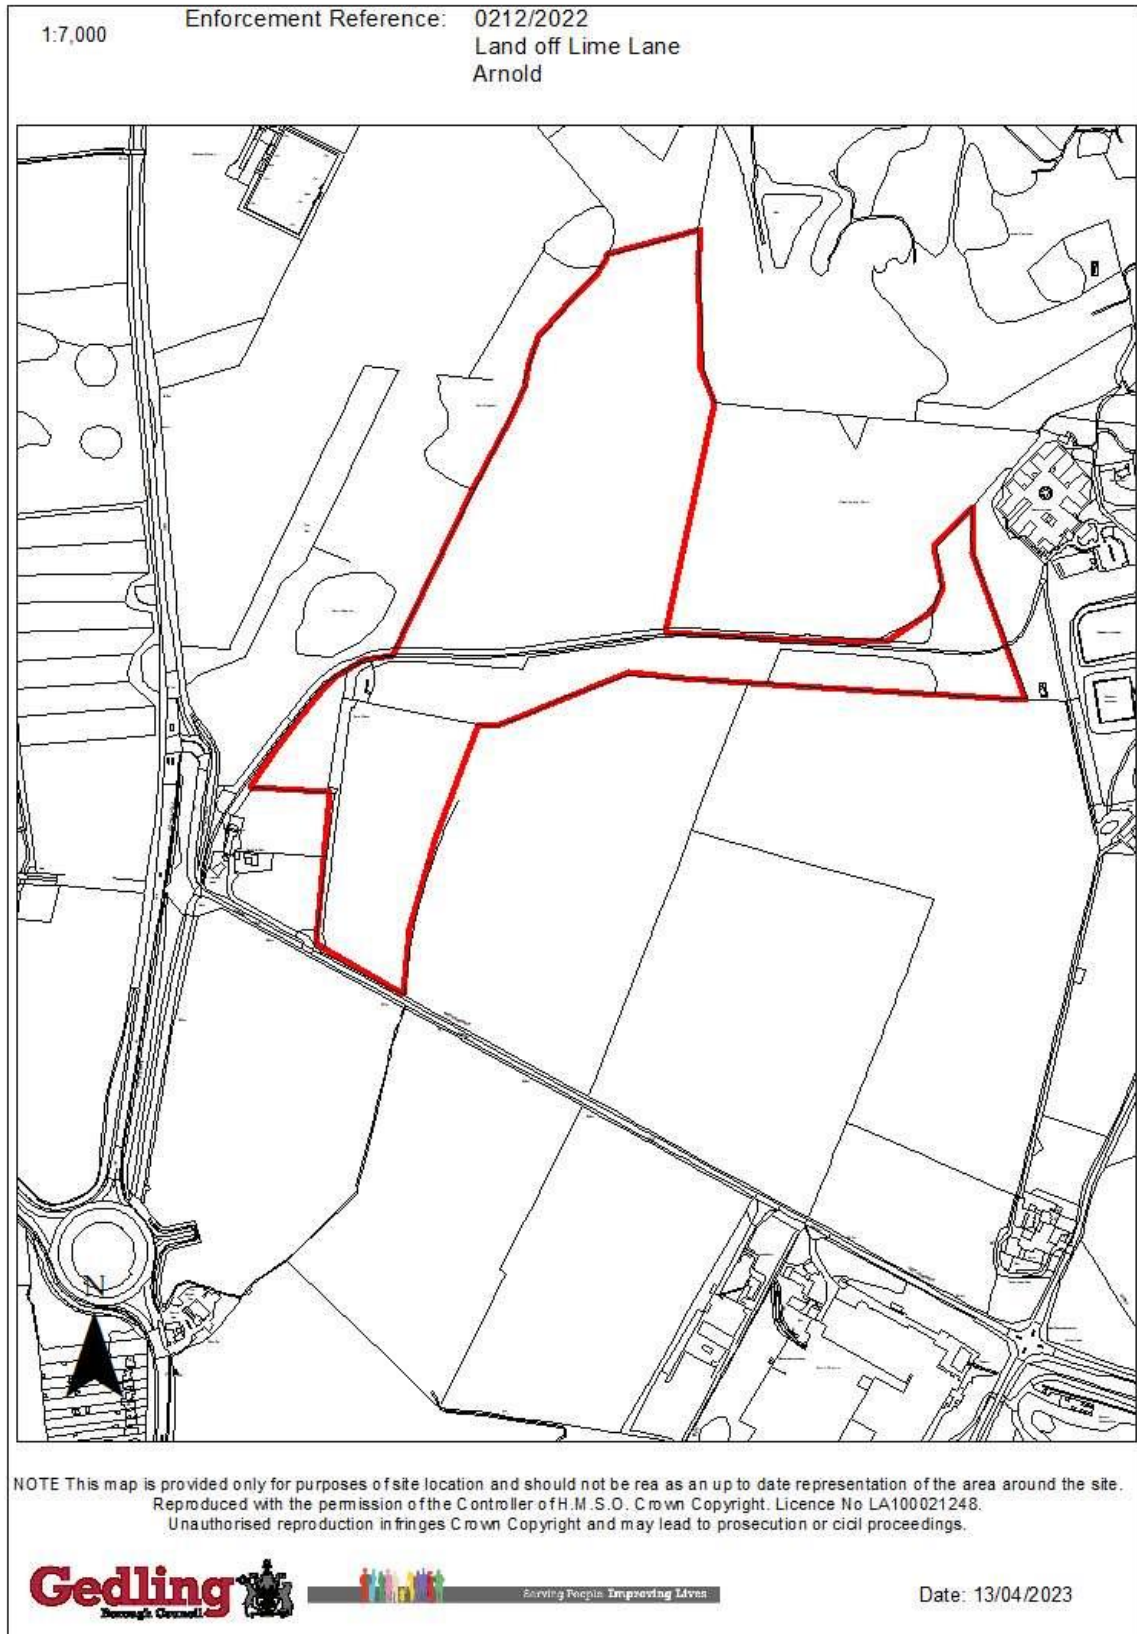 1:7,000
Enforcement Reference: 0212/2022
Land off Lime Lane
Arnold
N
NOTE This map is provided only for purposes of site location and should not be rea as an up to date representation of the area around the site.
Reproduced with the permission of the Controller of H.M.S.O. Crown Copyright. Licence No LA100021248.
Unauthorised reproduction infringes Crown Copyright and may lead to prosecution or cicil proceedings.
Gedling
Borough Council
Serving People Improving Lives
Date: 13/04/2023